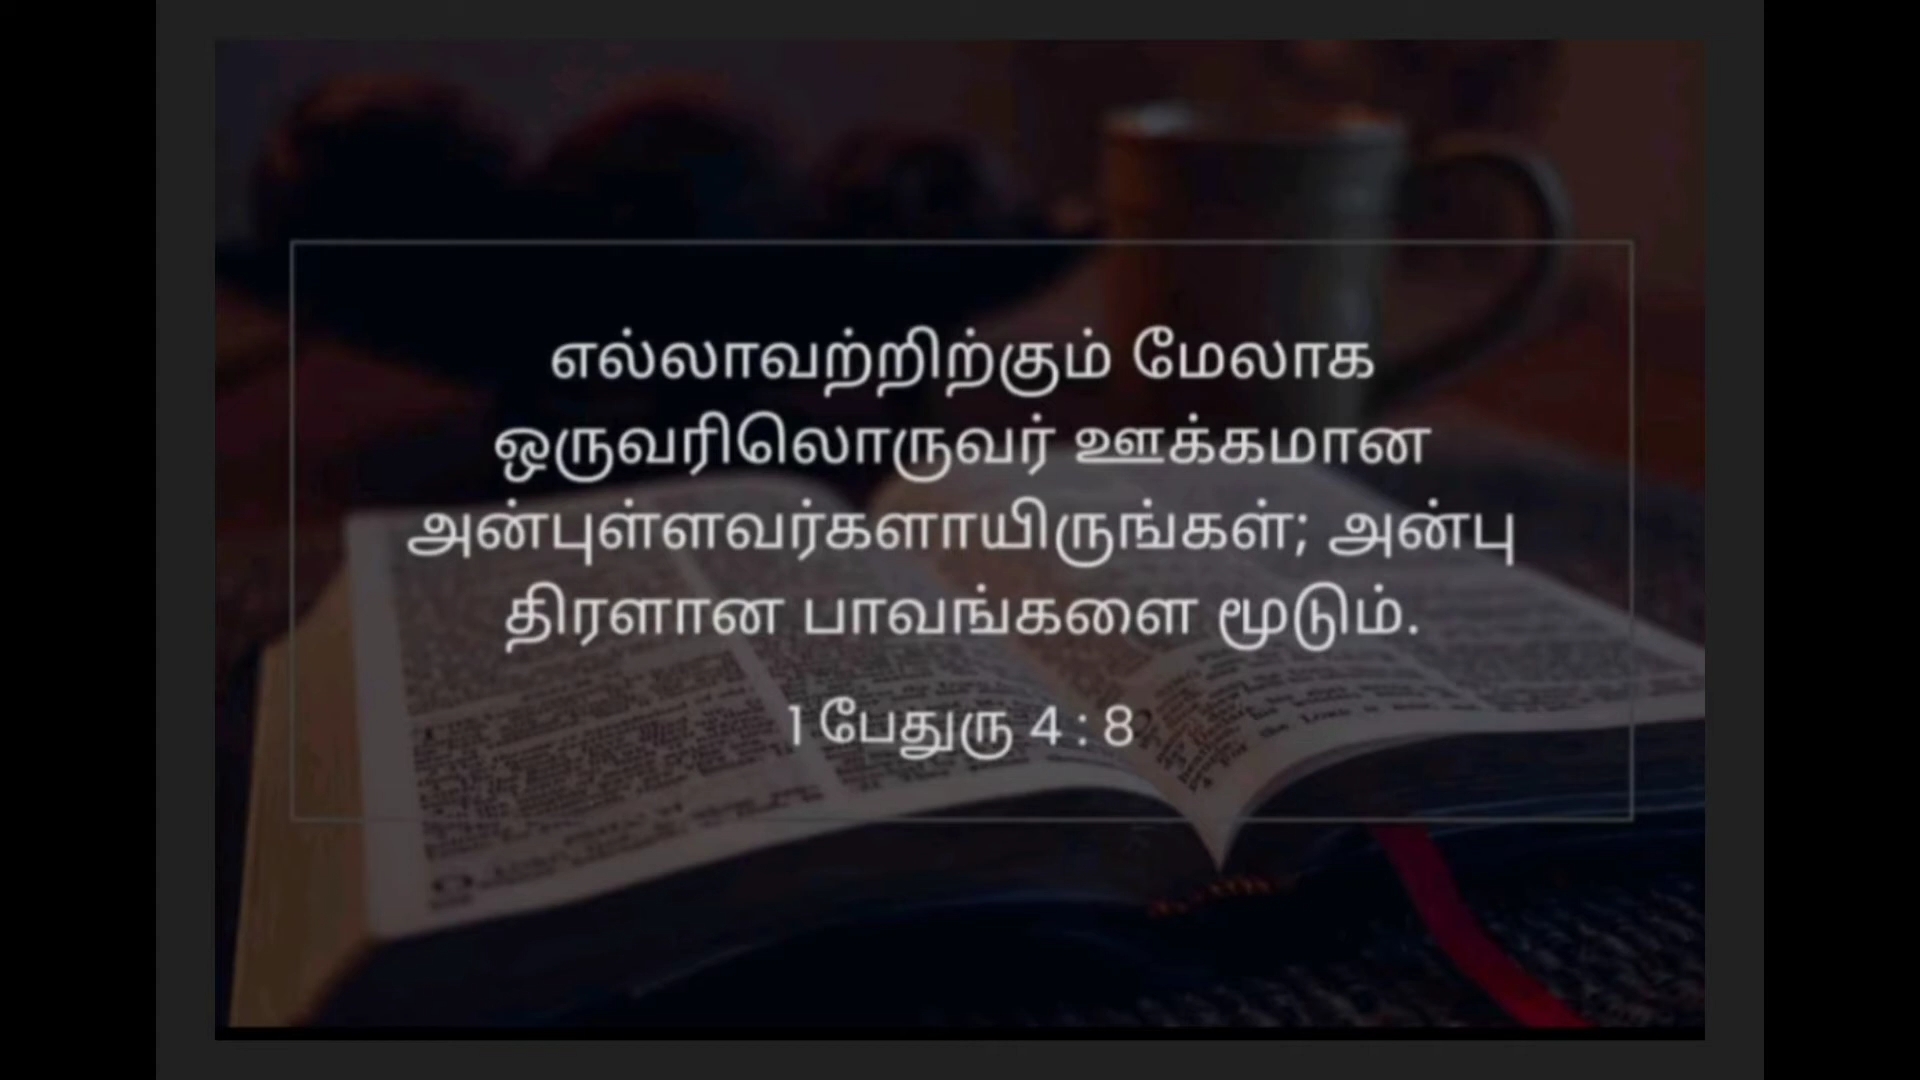 எல்லாவற்றிற்கும் மேலாக
ஒருவரிலொருவர் ஊக்கமான
அன்புள்ளவர்களாயிருங்கள்; அன்பு
திரளான பாவங்களை மூடும்.
1 பேதுரு 4 : 8